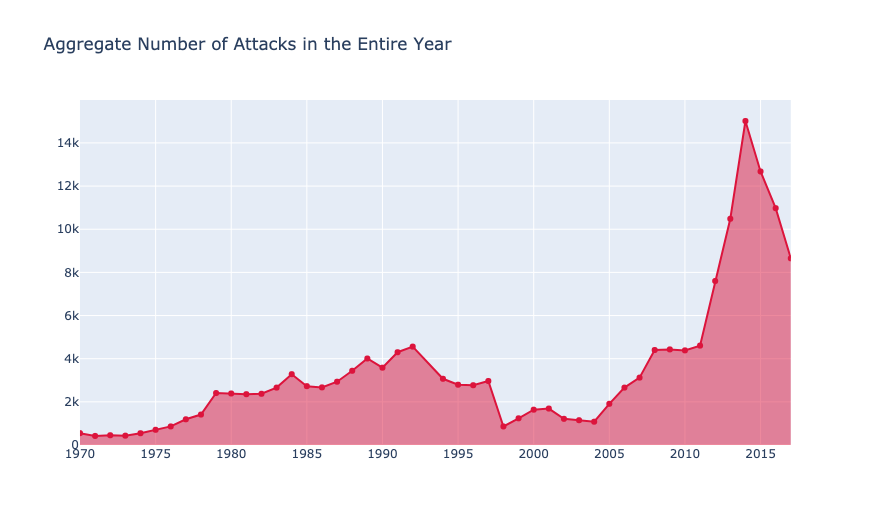 Aggregate Number of Attacks in the Entire Year
14k
12k
10k
8k
6k
4k
2k
0
1970 1975 1980 1985 1990 1995 2000 2005 2010 2015